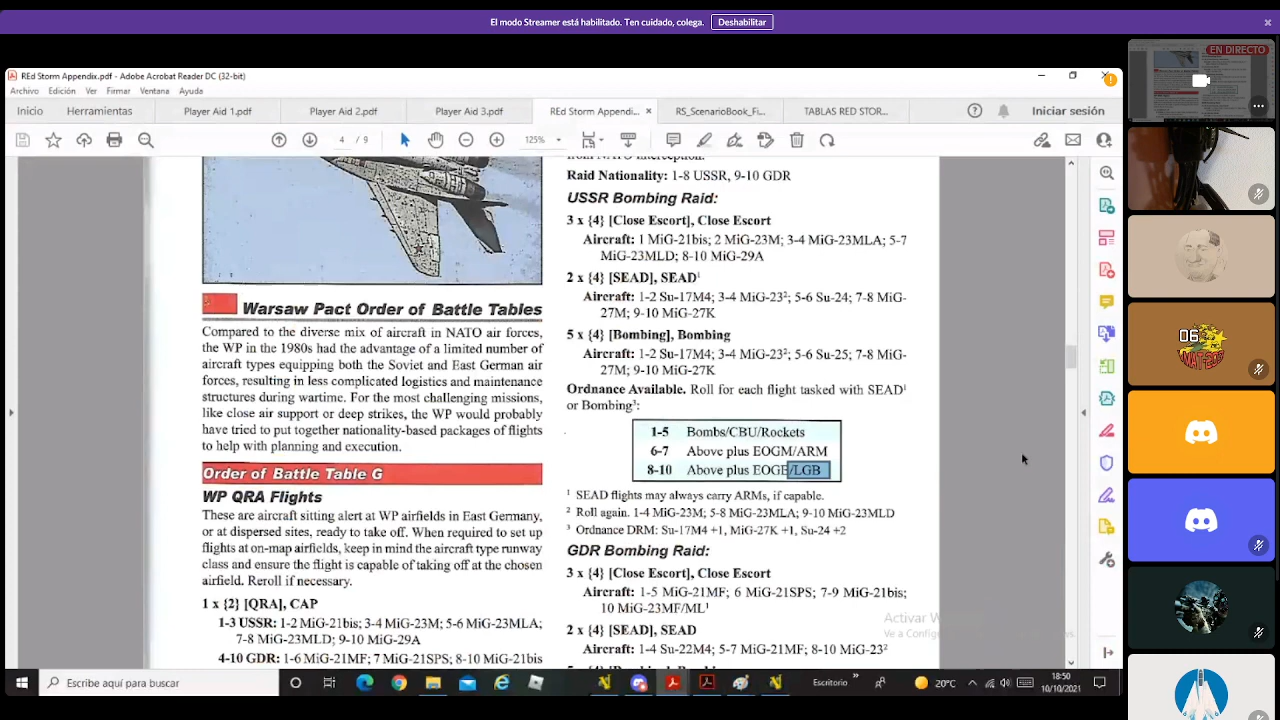 El modo Streamer está habilitado. Ten cuidado, colega. Deshabilitar
EN DIRECTO
REd Storm Appendix.pdf - Adobe Acrobat Reader DC (32-bit)
Archivo Edición Ver Firmar Ventana Ayuda
Inicio Herramientas Player Aid 1.pdf Player Aid 2.pdf Player Aid 3.pdf REd Storm Appendi... RS_ScenarioBook_Fi... TABLAS RED STOR... Iniciar sesión
4 / 9 125%
Warsaw Pact Order of Battle Tables
Compared to the diverse mix of aircraft in NATO air forces,
the WP in the 1980s had the advantage of a limited number of
aircraft types equipping both the Soviet and East German air
forces, resulting in less complicated logistics and maintenance
structures during wartime. For the most challenging missions,
like close air support or deep strikes, the WP would probably
have tried to put together nationality-based packages of flights
to help with planning and execution.
Order of Battle Table G
WP QRA Flights
These are aircraft sitting alert at WP airfields in East Germany,
or at dispersed sites, ready to take off. When required to set up
flights at on-map airfields, keep in mind the aircraft type runway
class and ensure the flight is capable of taking off at the chosen
airfield. Reroll if necessary.
1 x {2} [QRA], CAP
1-3 USSR: 1-2 MiG-21bis; 3-4 MiG-23M; 5-6 MiG-23MLA;
7-8 MiG-23MLD; 9-10 MiG-29A
4-10 GDR: 1-6 MiG-21MF; 7 MiG-21SPS; 8-10 MiG-21bis
from NATO interception.
Raid Nationality: 1-8 USSR, 9-10 GDR
USSR Bombing Raid:
3 x {4} [Close Escort], Close Escort
Aircraft: 1 MiG-21bis; 2 MiG-23M; 3-4 MiG-23MLA; 5-7
MiG-23MLD; 8-10 MiG-29A
2 x {4} [SEAD], SEAD¹
Aircraft: 1-2 Su-17M4; 3-4 MiG-23²; 5-6 Su-24; 7-8 MiG-
27M; 9-10 MiG-27K
5 x {4} [Bombing], Bombing
Aircraft: 1-2 Su-17M4; 3-4 MiG-23²; 5-6 Su-25; 7-8 MiG-
27M; 9-10 MiG-27K
Ordnance Available. Roll for each flight tasked with SEAD¹
or Bombing³:
1-5 Bombs/CBU/Rockets
6-7 Above plus EOGM/ARM
8-10 Above plus EOGB/LGB
¹ SEAD flights may always carry ARMs, if capable.
² Roll again. 1-4 MiG-23M; 5-8 MiG-23MLA; 9-10 MiG-23MLD
³ Ordnance DRM: Su-17M4 +1, MiG-27K +1, Su-24 +2
GDR Bombing Raid:
3 x {4} [Close Escort], Close Escort
Aircraft: 1-5 MiG-21MF; 6 MiG-21SPS; 7-9 MiG-21bis;
10 MiG-23MF/ML¹
2 x {4} [SEAD], SEAD
Aircraft: 1-4 Su-22M4; 5-7 MiG-21MF; 8-10 MiG-23²
Activar W
Ve a Config
06
NAT-203
Escribe aquí para buscar
Escritorio
20°C
18:50
10/10/2021